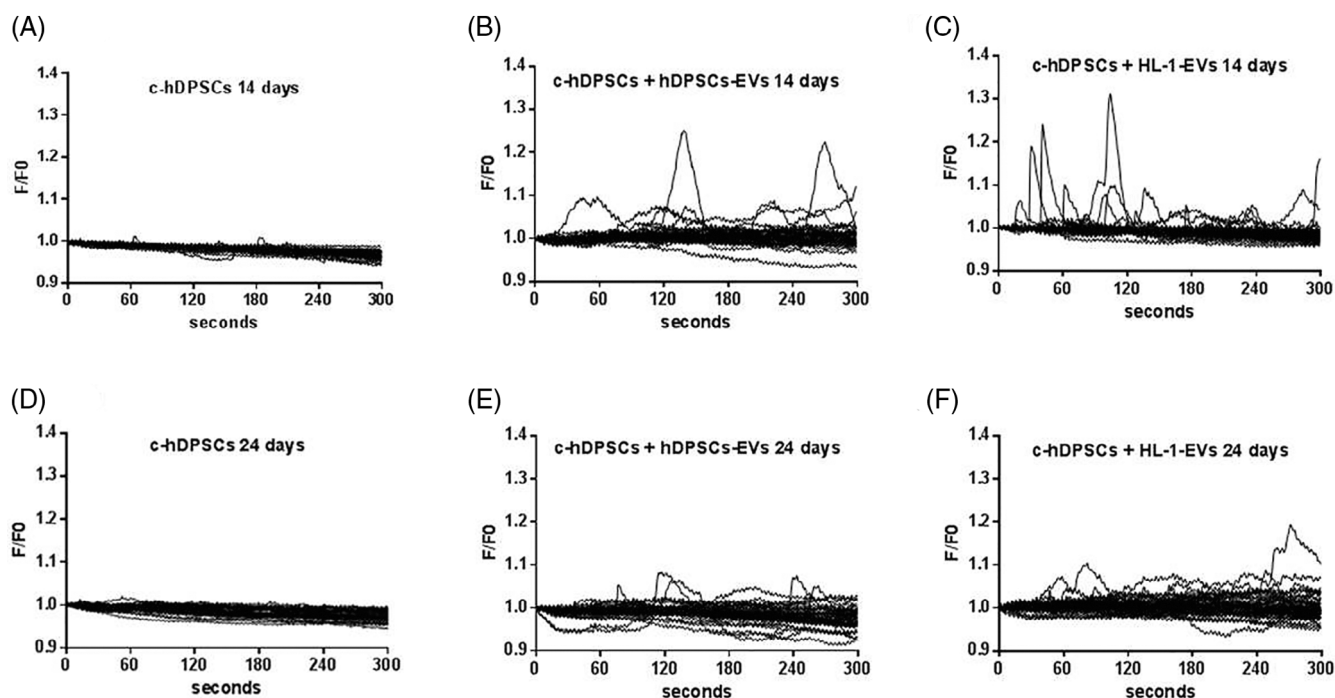 (A)
c-hDPSCs 14 days
F/F0
1.4
1.3
1.2
1.1
1.0
0.9
0 60 120 180 240 300
seconds
(B)
c-hDPSCs + hDPSCs-EVs 14 days
F/F0
1.4
1.3
1.2
1.1
1.0
0.9
0 60 120 180 240 300
seconds
(C)
c-hDPSCs + HL-1-EVs 14 days
F/F0
1.4
1.3
1.2
1.1
1.0
0.9
0 60 120 180 240 300
seconds
(D)
c-hDPSCs 24 days
F/F0
1.4
1.3
1.2
1.1
1.0
0.9
0 60 120 180 240 300
seconds
(E)
c-hDPSCs + hDPSCs-EVs 24 days
F/F0
1.4
1.3
1.2
1.1
1.0
0.9
0 60 120 180 240 300
seconds
(F)
c-hDPSCs + HL-1-EVs 24 days
F/F0
1.4
1.3
1.2
1.1
1.0
0.9
0 60 120 180 240 300
seconds